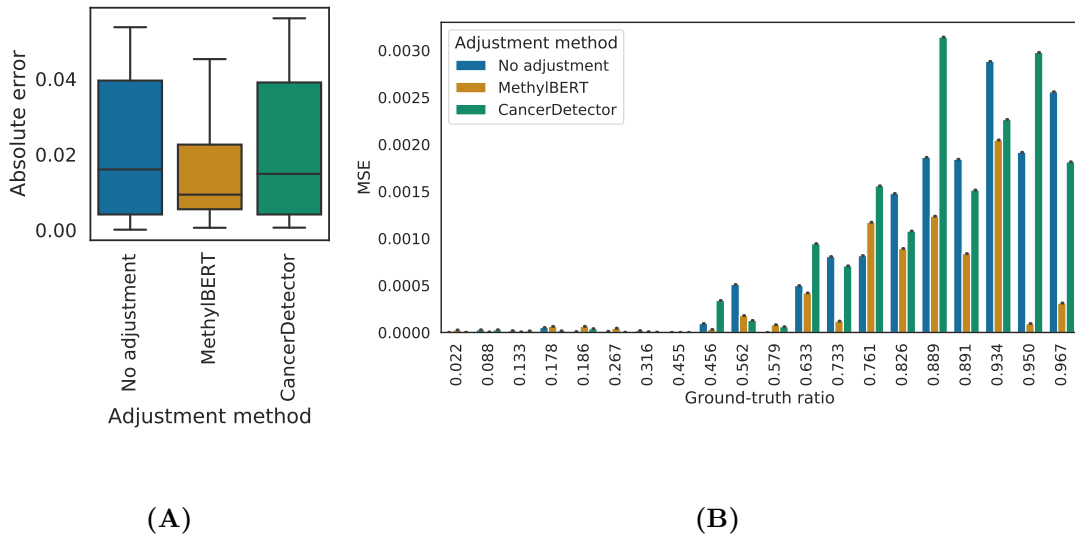 0.04
0.02
0.00
Absolute error
No adjustment
MethylBERT
CancerDetector
Adjustment method
(A)
0.0030
0.0025
0.0020
0.0015
0.0010
0.0005
0.0000
MSE
Adjustment method
No adjustment
MethylBERT
CancerDetector
0.022
0.088
0.133
0.178
0.186
0.267
0.316
0.455
0.456
0.562
0.579
0.633
0.733
0.761
0.826
0.889
0.891
0.934
0.950
0.967
Ground-truth ratio
(B)